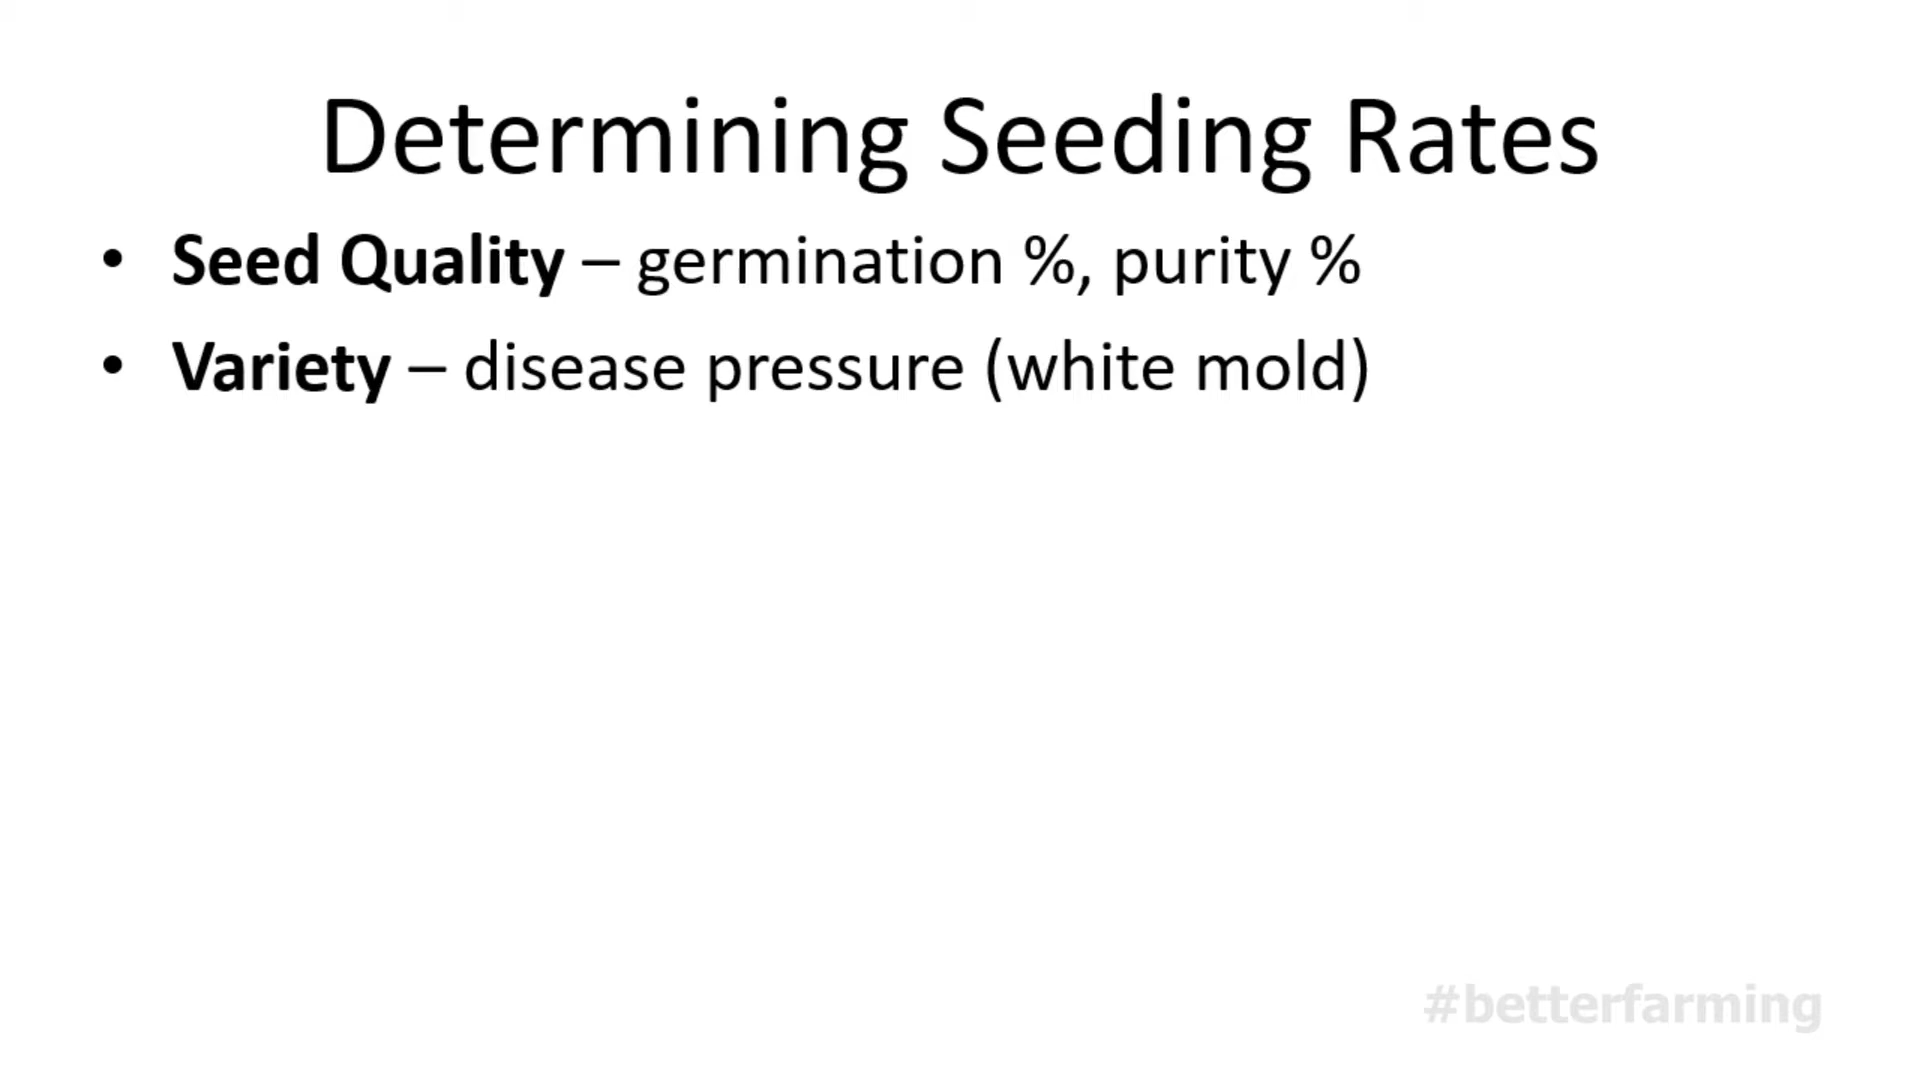 Determining Seeding Rates
• Seed Quality – germination %, purity %
• Variety – disease pressure (white mold)
#betterfarming